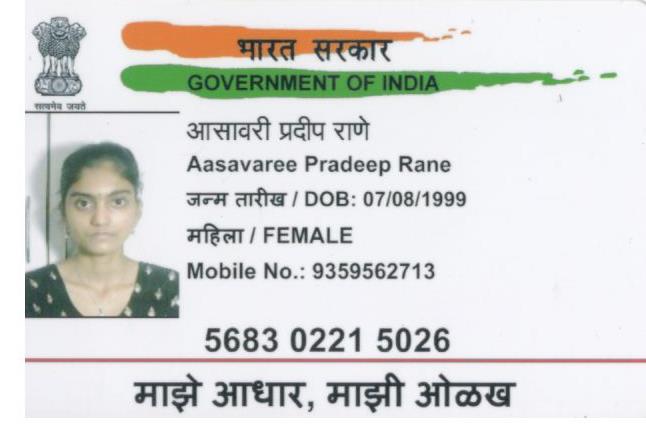 सत्यमेव जयते
भारत सरकार
GOVERNMENT OF INDIA
आसावरी प्रदीप राणे
Aasavaree Pradeep Rane
जन्म तारीख / DOB: 07/08/1999
महिला / FEMALE
Mobile No.: 9359562713
5683 0221 5026
माझे आधार, माझी ओळख